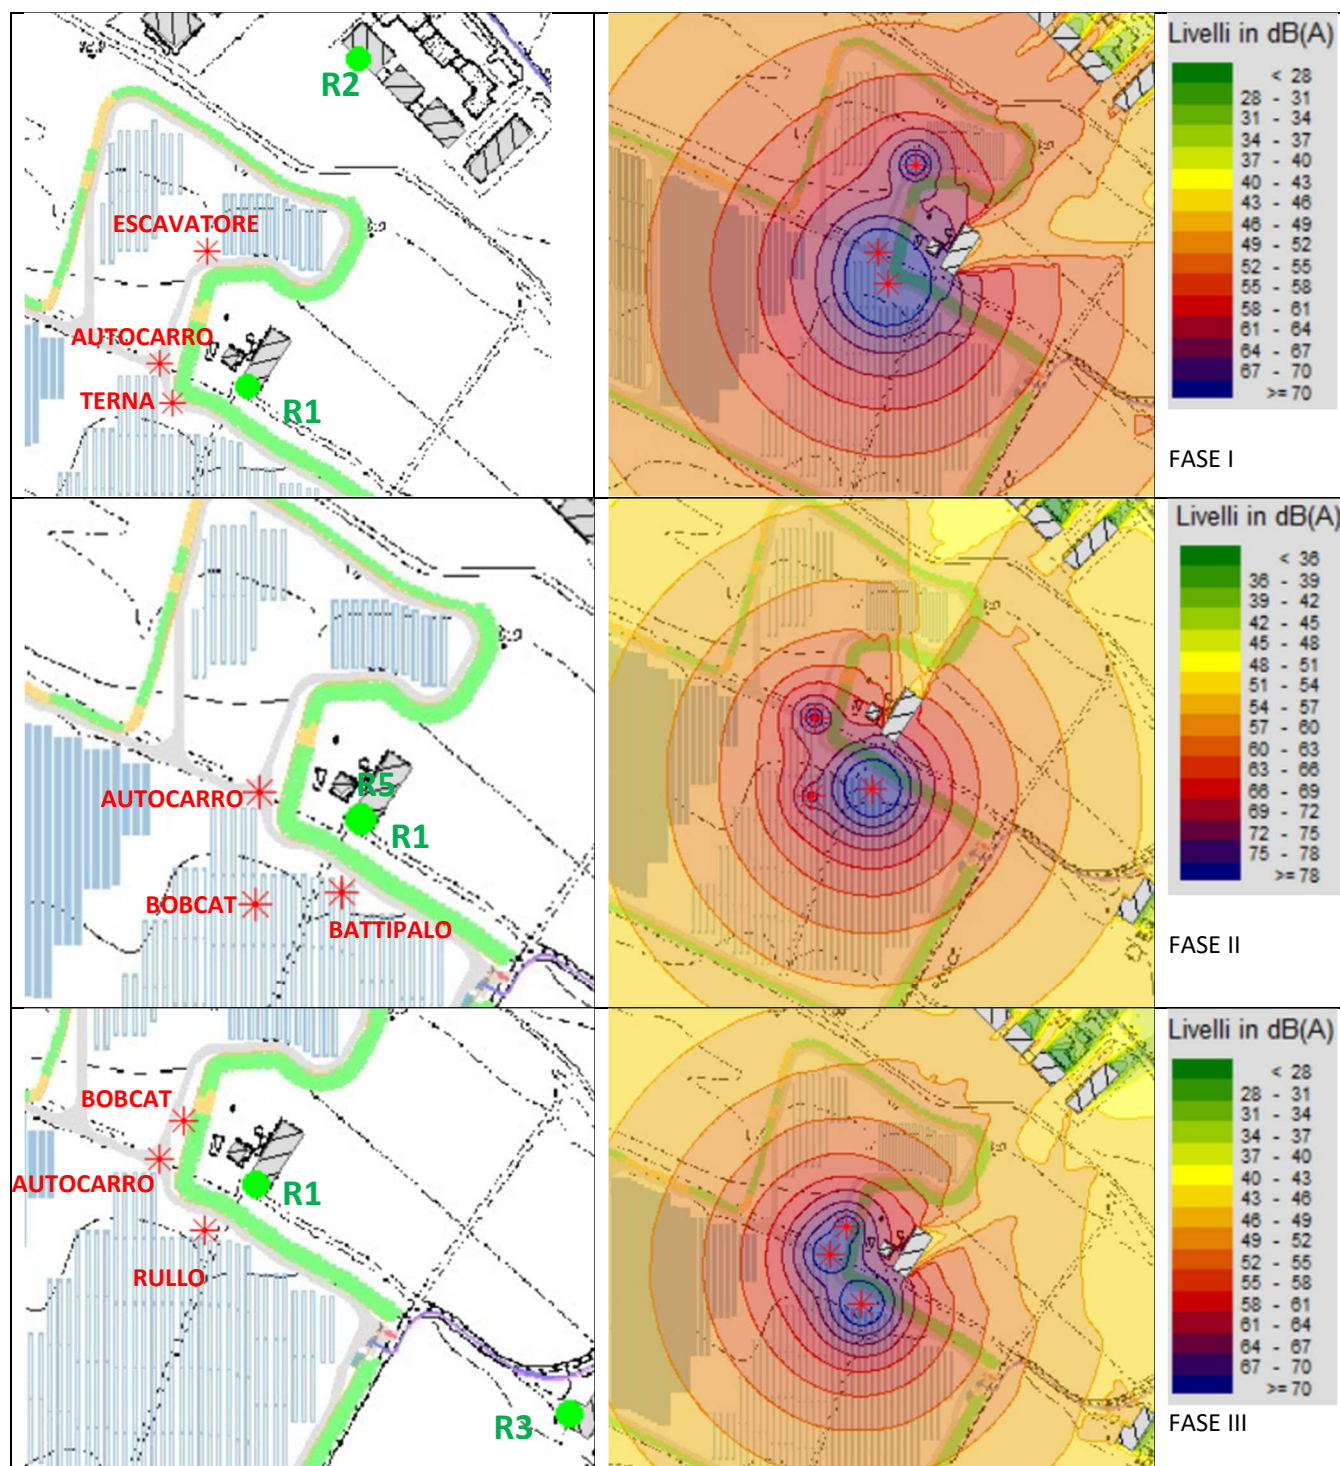 R2
ESCAVATORE
AUTOCARRO
TERNA
R1
Livelli in dB(A)
< 28
28 - 31
31 - 34
34 - 37
37 - 40
40 - 43
43 - 46
46 - 49
49 - 52
52 - 55
55 - 58
58 - 61
61 - 64
64 - 67
67 - 70
>= 70
FASE I
R5
AUTOCARRO
R1
BOBCAT
BATTIPALO
Livelli in dB(A)
< 36
36 - 39
39 - 42
42 - 45
45 - 48
48 - 51
51 - 54
54 - 57
57 - 60
60 - 63
63 - 66
66 - 69
69 - 72
72 - 75
75 - 78
>= 78
FASE II
BOBCAT
AUTOCARRO
R1
RULLO
R3
Livelli in dB(A)
< 28
28 - 31
31 - 34
34 - 37
37 - 40
40 - 43
43 - 46
46 - 49
49 - 52
52 - 55
55 - 58
58 - 61
61 - 64
64 - 67
67 - 70
>= 70
FASE III